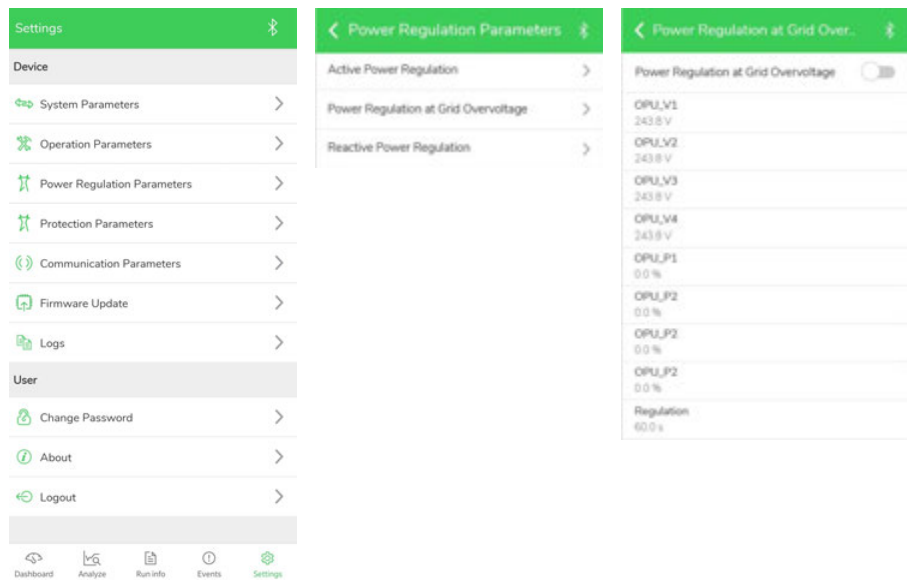 Settings
Device
System Parameters
Operation Parameters
Power Regulation Parameters
Protection Parameters
Communication Parameters
Firmware Update
Logs
User
Change Password
About
Logout
Dashboard
Analyze
Run info
Events
Settings
Power Regulation Parameters
Active Power Regulation
Power Regulation at Grid Overvoltage
Reactive Power Regulation
Power Regulation at Grid Over..
Power Regulation at Grid Overvoltage
OPU_V1
243.8 V
OPU_V2
243.8 V
OPU_V3
243.8 V
OPU_V4
243.8 V
OPU_P1
0.0 %
OPU_P2
0.0 %
OPU_P2
0.0 %
OPU_P2
0.0 %
Regulation
60.0 s